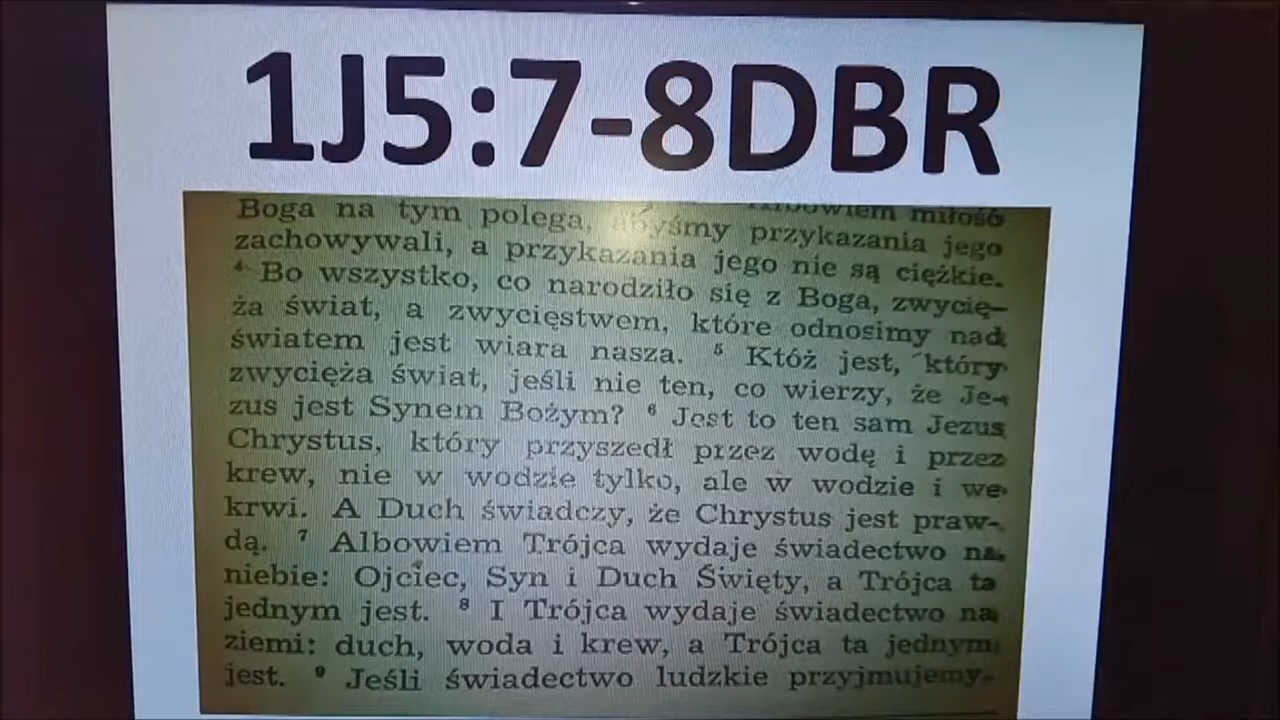 1J5:7-8DBR
Albowiem miłość
Boga na tym polega, abyśmy przykazania jego
zachowywali, a przykazania jego nie są ciężkie.
⁴ Bo wszystko, co narodziło się z Boga, zwycię-
ża świat, a zwycięstwem, które odnosimy nad
światem jest wiara nasza. ⁵ Któż jest, który
zwycięża świat, jeśli nie ten, co wierzy, że Je-
zus jest Synem Bożym? ⁶ Jest to ten sam Jezus
Chrystus, który przyszedł przez wodę i przez
krew, nie w wodzie tylko, ale w wodzie i we
krwi. A Duch świadczy, że Chrystus jest praw-
dą. ⁷ Albowiem Trójca wydaje świadectwo na
niebie: Ojciec, Syn i Duch Święty, a Trójca ta
jednym jest. ⁸ I Trójca wydaje świadectwo na
ziemi: duch, woda i krew, a Trójca ta jednym
jest. ⁹ Jeśli świadectwo ludzkie przyjmujemy